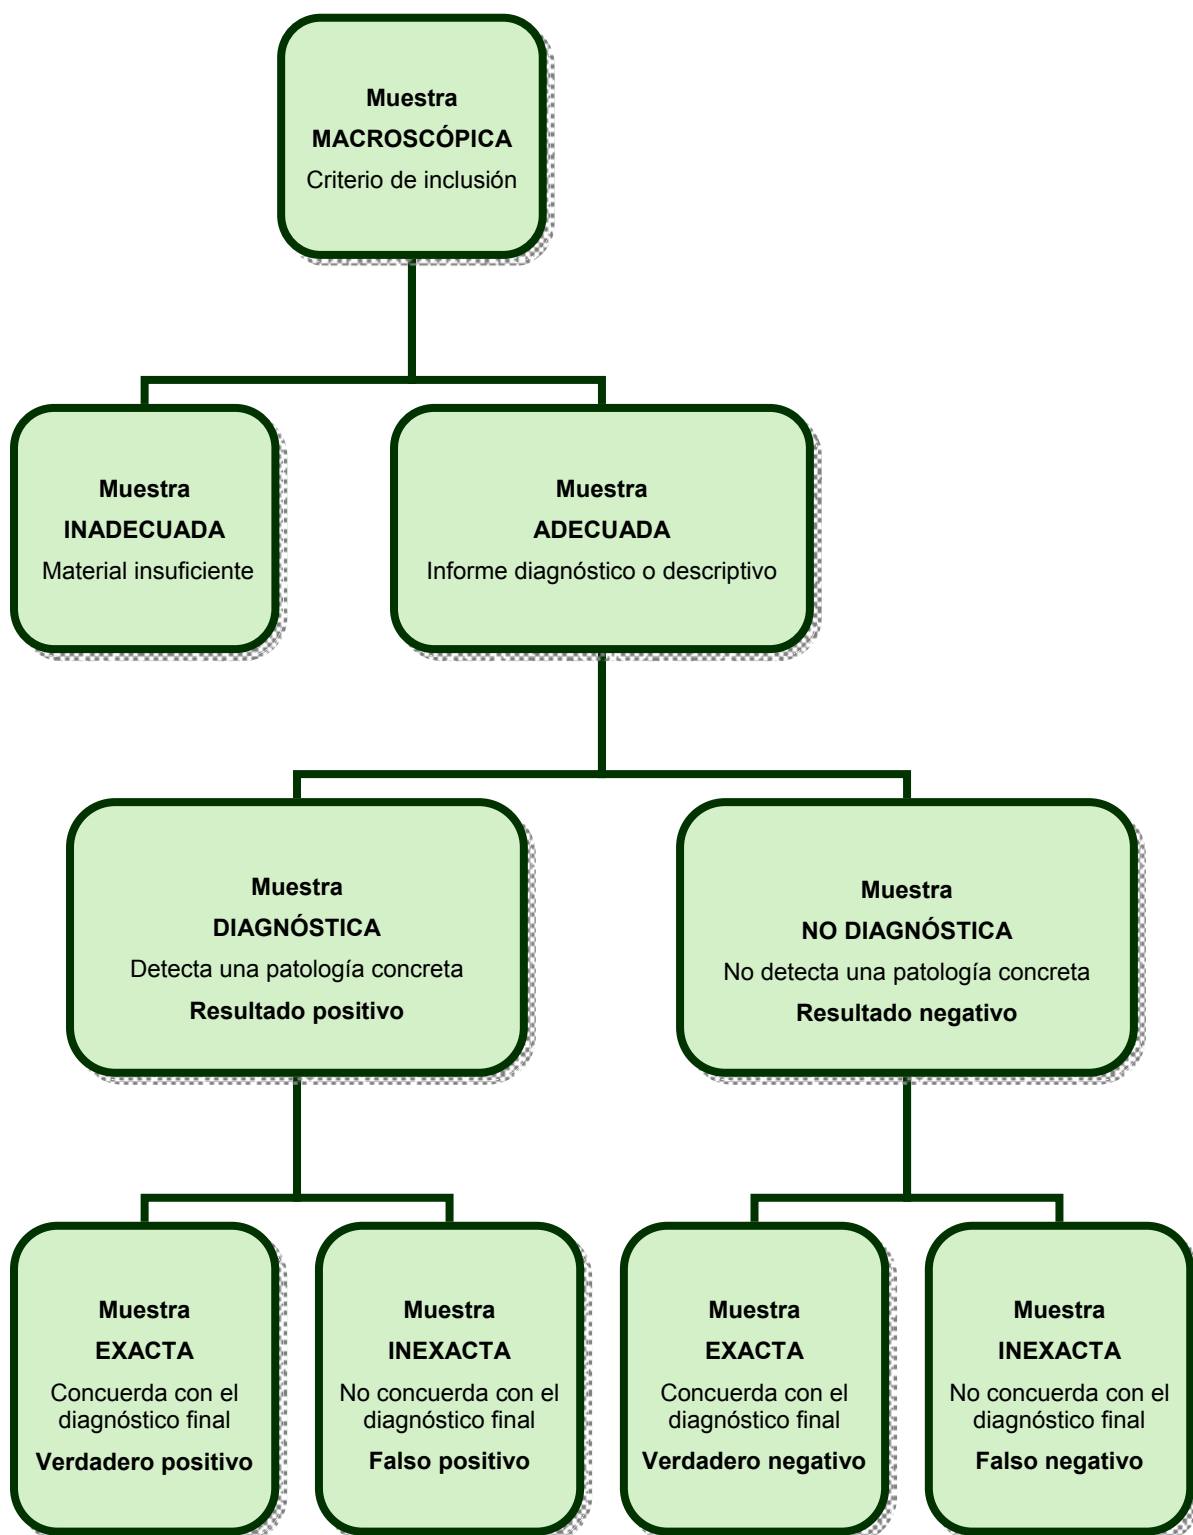 Muestra
MACROSCÓPICA
Criterio de inclusión
Muestra
INADECUADA
Material insuficiente
Muestra
ADECUADA
Informe diagnóstico o descriptivo
Muestra
DIAGNÓSTICA
Detecta una patología concreta
Resultado positivo
Muestra
NO DIAGNÓSTICA
No detecta una patología concreta
Resultado negativo
Muestra
EXACTA
Concuerda con el
diagnóstico final
Verdadero positivo
Muestra
INEXACTA
No concuerda con el
diagnóstico final
Falso positivo
Muestra
EXACTA
Concuerda con el
diagnóstico final
Verdadero negativo
Muestra
INEXACTA
No concuerda con el
diagnóstico final
Falso negativo